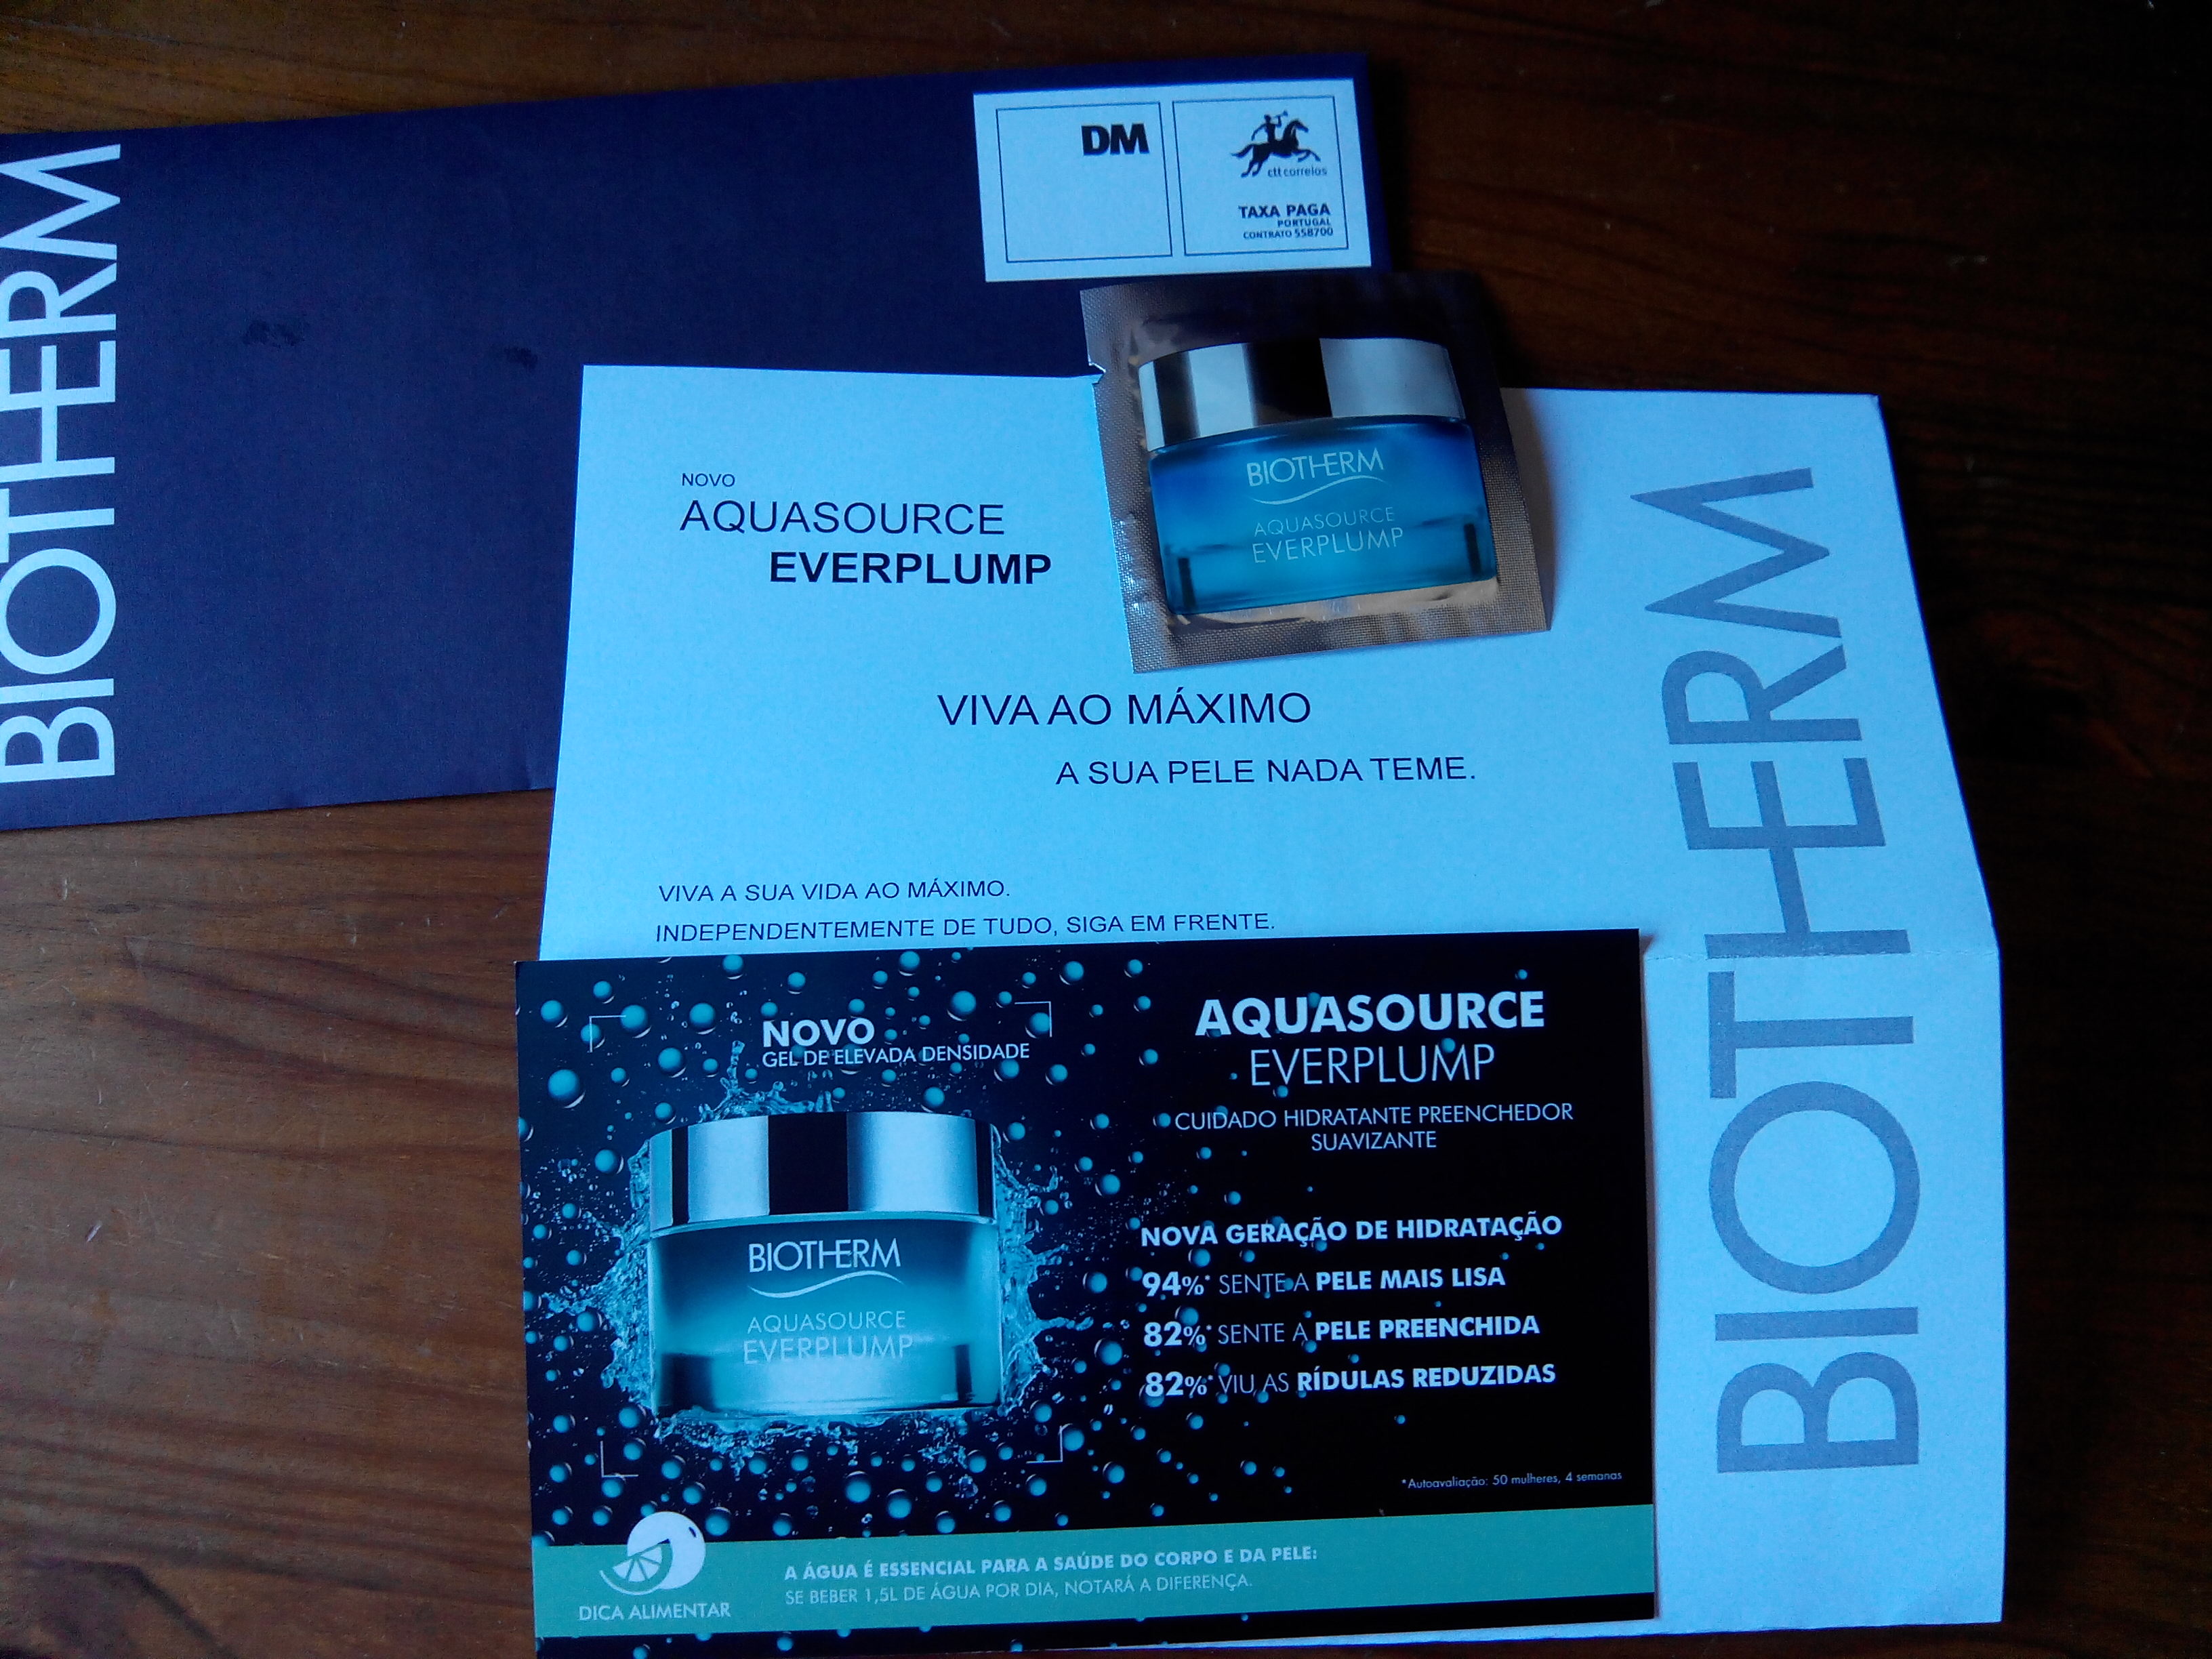 BIOTHERM
DM
ctt correios
TAXA PAGA
PORTUGAL
CONTRATO 558700
NOVO
AQUASOURCE
EVERPLUMP
BIOTHERM
AQUASOURCE
EVERPLUMP
VIVA AO MÁXIMO
A SUA PELE NADA TEME.
VIVA A SUA VIDA AO MÁXIMO.
INDEPENDENTEMENTE DE TUDO, SIGA EM FRENTE.
BIOTHERM
NOVO
GEL DE ELEVADA DENSIDADE
BIOTHERM
AQUASOURCE
EVERPLUMP
AQUASOURCE
EVERPLUMP
CUIDADO HIDRATANTE PREENCHEDOR
SUAVIZANTE
NOVA GERAÇÃO DE HIDRATAÇÃO
94%* SENTE A PELE MAIS LISA
82%* SENTE A PELE PREENCHIDA
82%* VIU AS RÍDULAS REDUZIDAS
*Autoavaliação: 50 mulheres, 4 semanas
DICA ALIMENTAR
A ÁGUA É ESSENCIAL PARA A SAÚDE DO CORPO E DA PELE:
SE BEBER 1,5L DE ÁGUA POR DIA, NOTARÁ A DIFERENÇA.